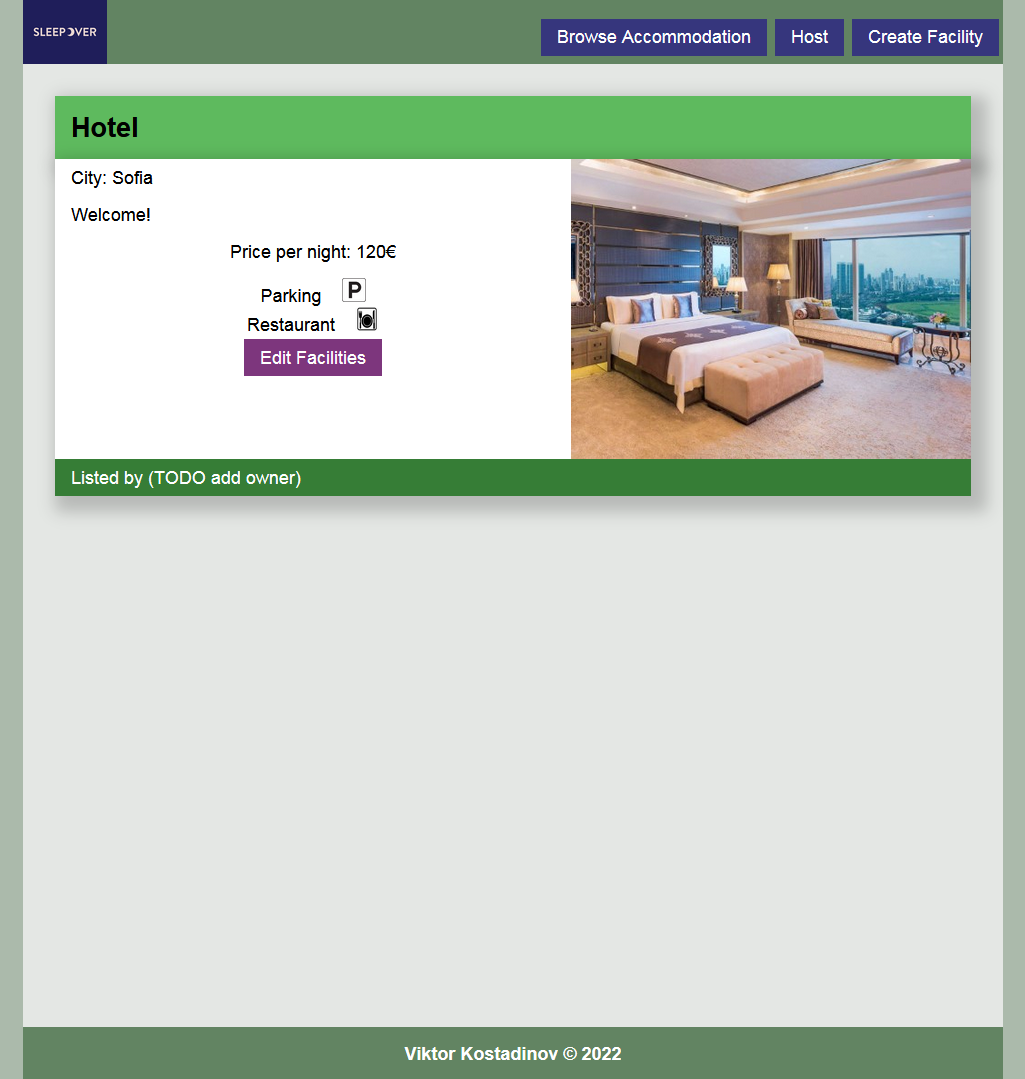 SLEEPOVER
Browse Accommodation
Host
Create Facility
Hotel
City: Sofia
Welcome!
Price per night: 120€
Parking P
Restaurant
Edit Facilities
Listed by (TODO add owner)
Viktor Kostadinov © 2022